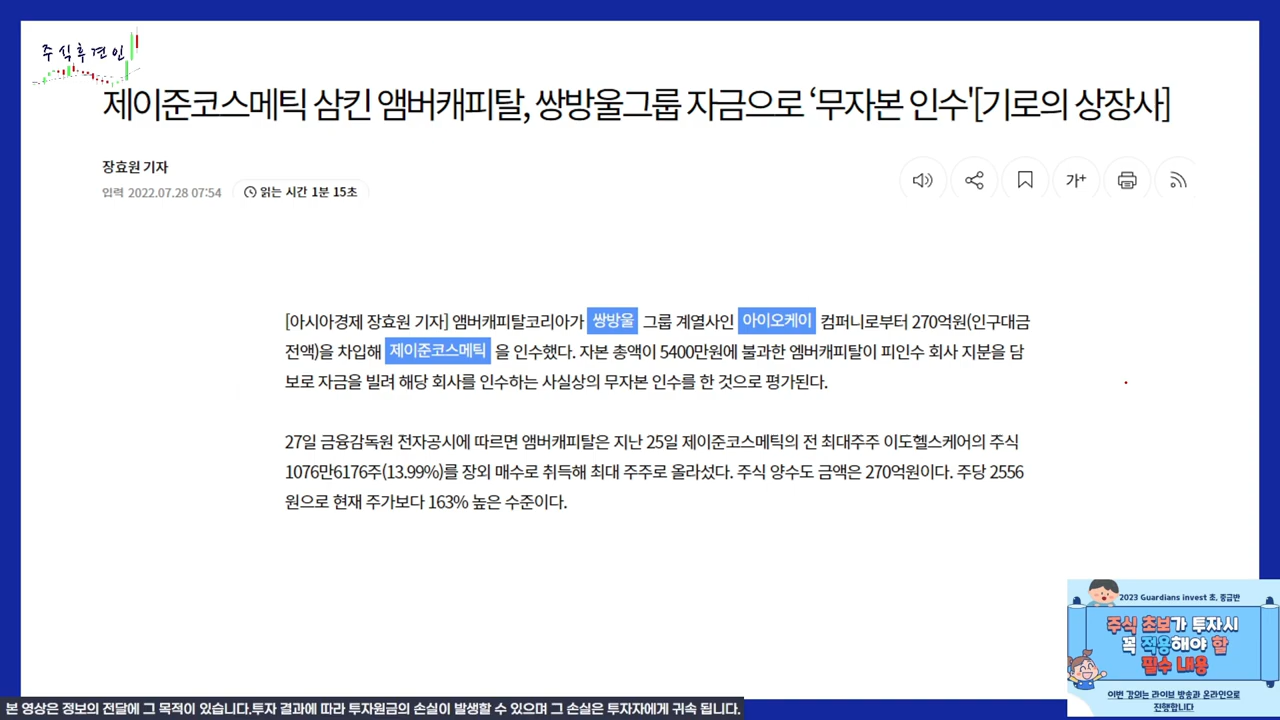 주식후견인
제이준코스메틱 삼킨 앰버캐피탈, 쌍방울그룹 자금으로 ‘무자본 인수'[기로의 상장사]
장효원 기자
입력 2022.07.28 07:54 읽는 시간 1분 15초
가+
[아시아경제 장효원 기자] 앰버캐피탈코리아가 쌍방울 그룹 계열사인 아이오케이 컴퍼니로부터 270억원(인구대금
전액)을 차입해 제이준코스메틱 을 인수했다. 자본 총액이 5400만원에 불과한 엠버캐피탈이 피인수 회사 지분을 담
보로 자금을 빌려 해당 회사를 인수하는 사실상의 무자본 인수를 한 것으로 평가된다.
27일 금융감독원 전자공시에 따르면 앰버캐피탈은 지난 25일 제이준코스메틱의 전 최대주주 이도헬스케어의 주식
1076만6176주(13.99%)를 장외 매수로 취득해 최대 주주로 올라섰다. 주식 양수도 금액은 270억원이다. 주당 2556
원으로 현재 주가보다 163% 높은 수준이다.
2023 Guardians invest 초, 중급반
주식 초보가 투자시
꼭 적용해야 할
필수 내용
이번 강의는 라이브 방송과 온라인으로
진행합니다
본 영상은 정보의 전달에 그 목적이 있습니다.투자 결과에 따라 투자원금의 손실이 발생할 수 있으며 그 손실은 투자자에게 귀속 됩니다.